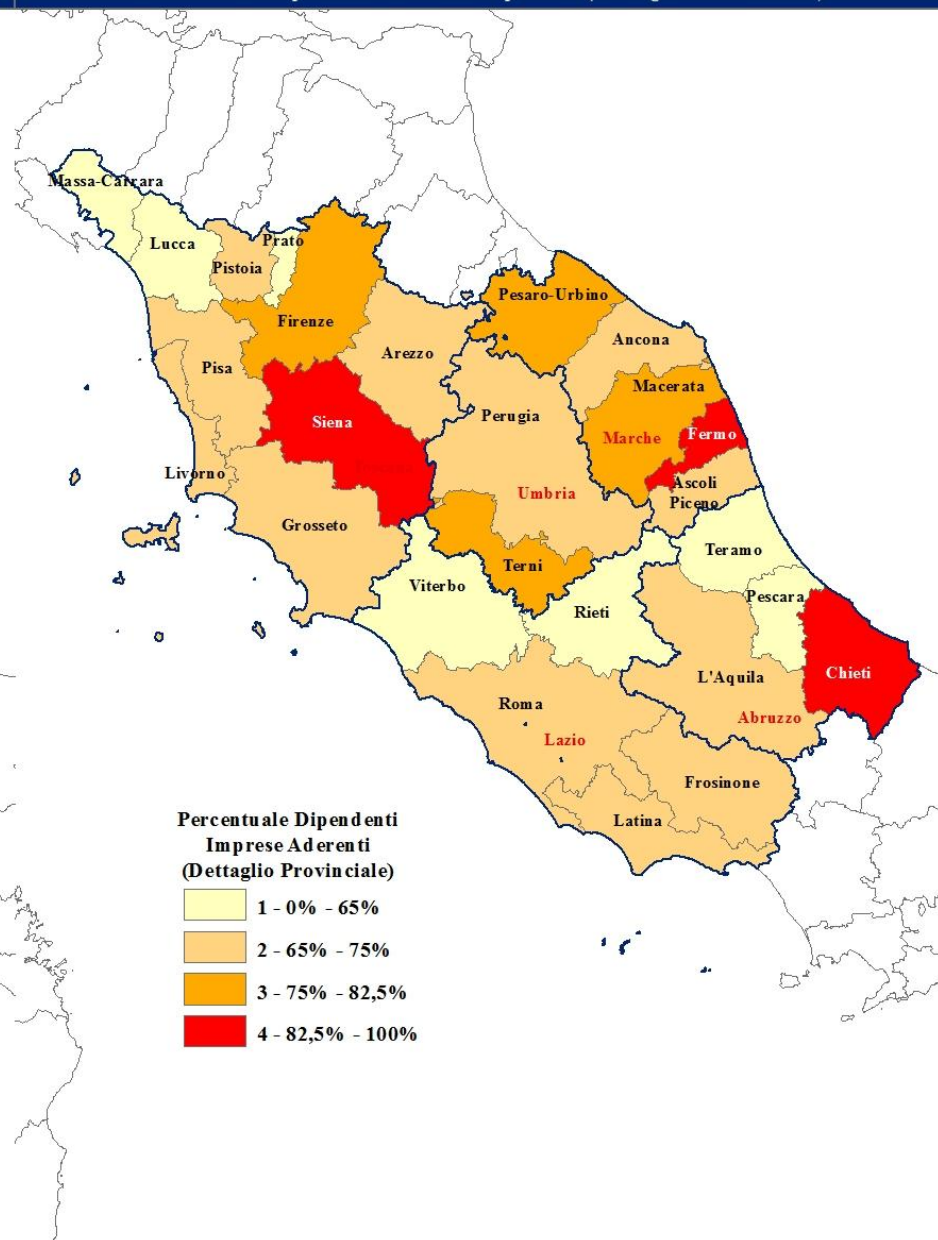 Massa-Carrara
Lucca
Prato
Pistoia
Firenze
Pesaro-Urbino
Ancona
Arezzo
Pisa
Macerata
Perugia
Siena
Marche
Fermo
Livorno
Toscana
Ascoli
Piceno
Umbria
Grosseto
Teramo
Terni
Viterbo
Pescara
Rieti
L'Aquila
Chieti
Roma
Abruzzo
Lazio
Frosinone
Latina
Percentuale Dipendenti
Imprese Aderenti
(Dettaglio Provinciale)
1 - 0% - 65%
2 - 65% - 75%
3 - 75% - 82,5%
4 - 82,5% - 100%